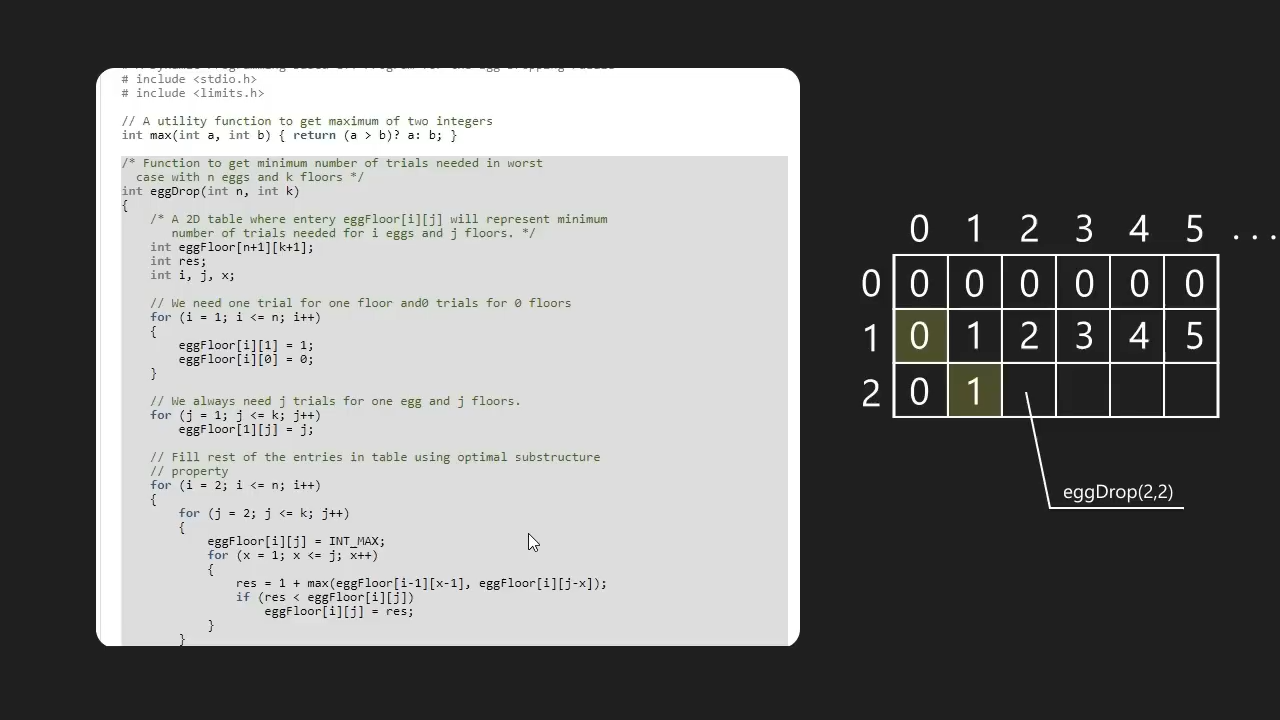 # include <stdio.h>
# include <limits.h>
// A utility function to get maximum of two integers
int max(int a, int b) { return (a > b)? a: b; }
/* Function to get minimum number of trials needed in worst
case with n eggs and k floors */
int eggDrop(int n, int k)
{
/* A 2D table where entery eggFloor[i][j] will represent minimum
number of trials needed for i eggs and j floors. */
int eggFloor[n+1][k+1];
int res;
int i, j, x;
// We need one trial for one floor and0 trials for 0 floors
for (i = 1; i <= n; i++)
{
eggFloor[i][1] = 1;
eggFloor[i][0] = 0;
}
// We always need j trials for one egg and j floors.
for (j = 1; j <= k; j++)
eggFloor[1][j] = j;
// Fill rest of the entries in table using optimal substructure
// property
for (i = 2; i <= n; i++)
{
for (j = 2; j <= k; j++)
{
eggFloor[i][j] = INT_MAX;
for (x = 1; x <= j; x++)
{
res = 1 + max(eggFloor[i-1][x-1], eggFloor[i][j-x]);
if (res < eggFloor[i][j])
eggFloor[i][j] = res;
}
}
0 1 2 3 4 5 ...
0 0 0 0 0 0 0
1 0 1 2 3 4 5
2 0 1
eggDrop(2,2)